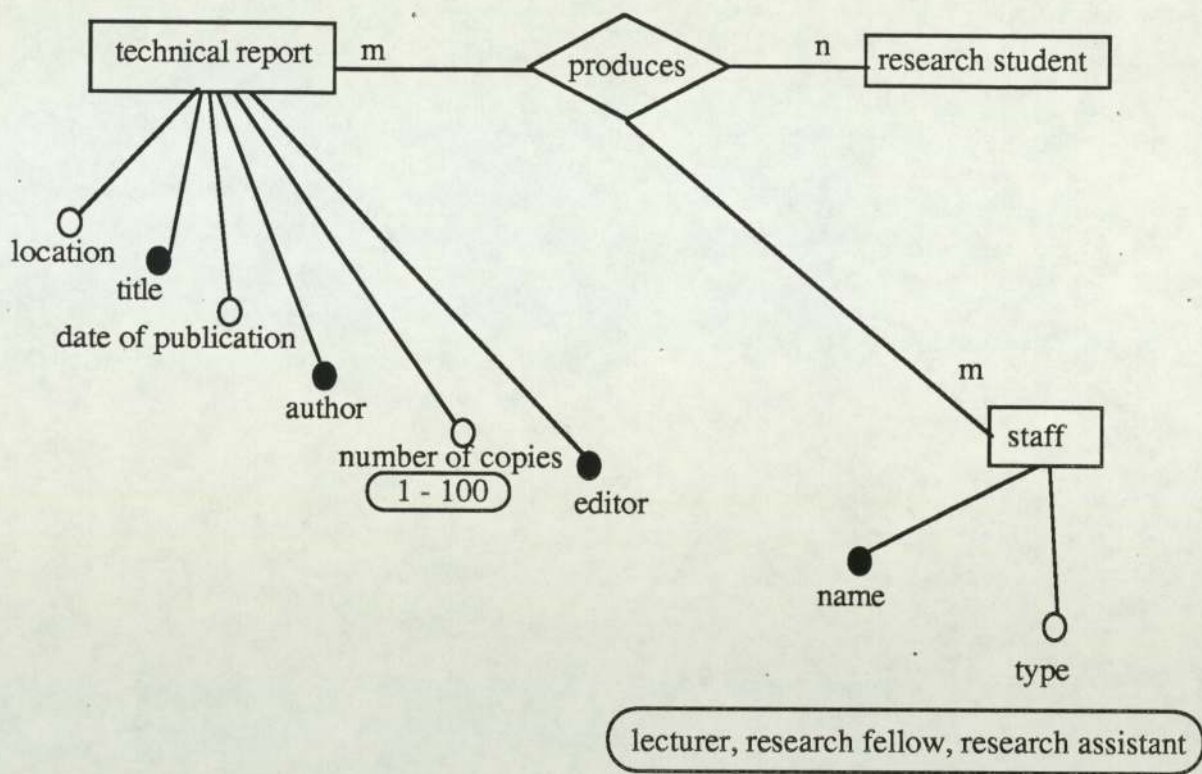 technical report
m
produces
n
research student
location
title
date of publication
author
number of copies
1 - 100
editor
m
staff
name
type
lecturer, research fellow, research assistant